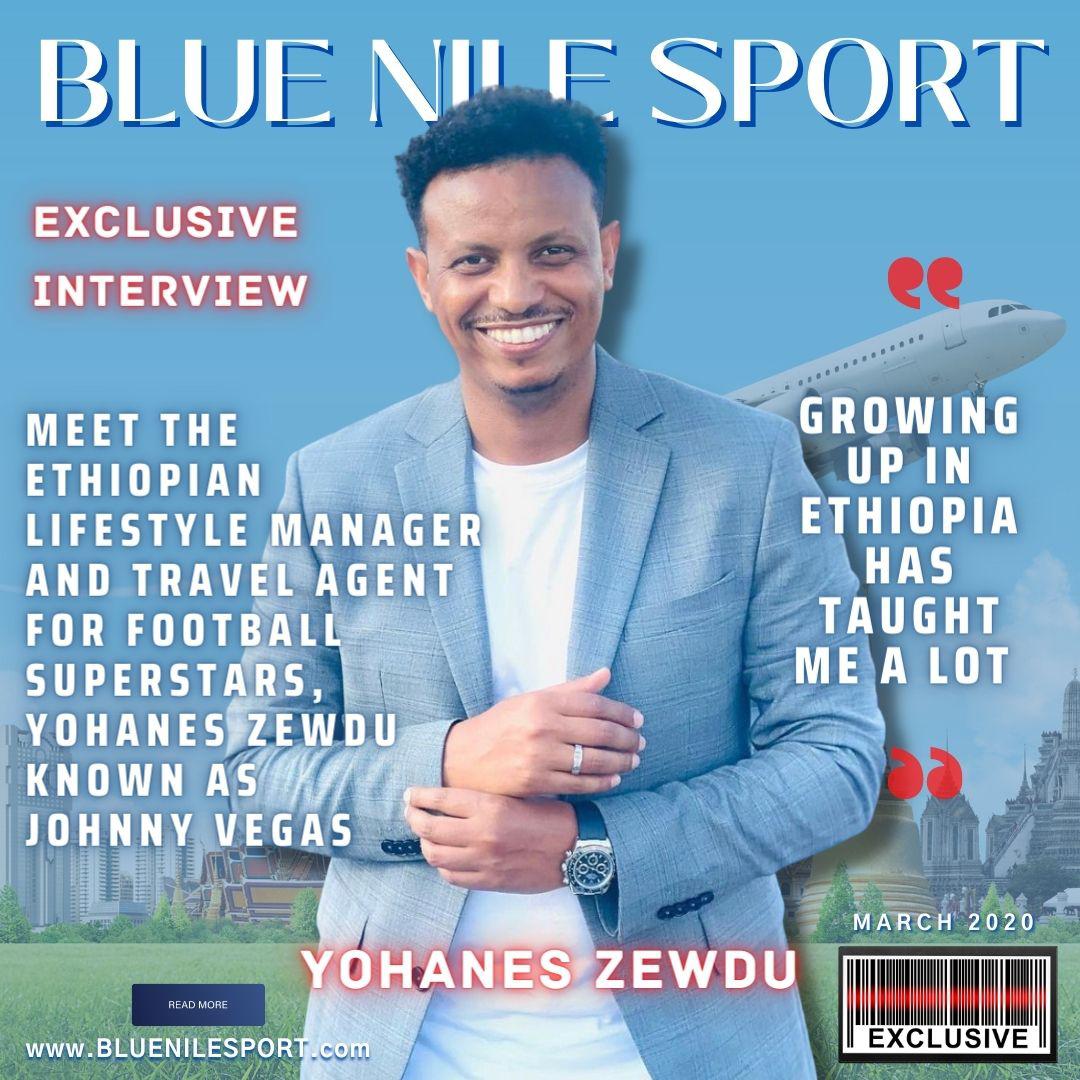 BLUE NILE SPORT
EXCLUSIVE
INTERVIEW
MEET THE
ETHIOPIAN
LIFESTYLE MANAGER
AND TRAVEL AGENT
FOR FOOTBALL
SUPERSTARS,
YOHANES ZEWDU
KNOWN AS
JOHNNY VEGAS
“
GROWING
UP IN
ETHIOPIA
HAS
TAUGHT
ME A LOT
”
YOHANES ZEWDU
MARCH 2020
EXCLUSIVE
READ MORE
www.BLUENILESPORT.com